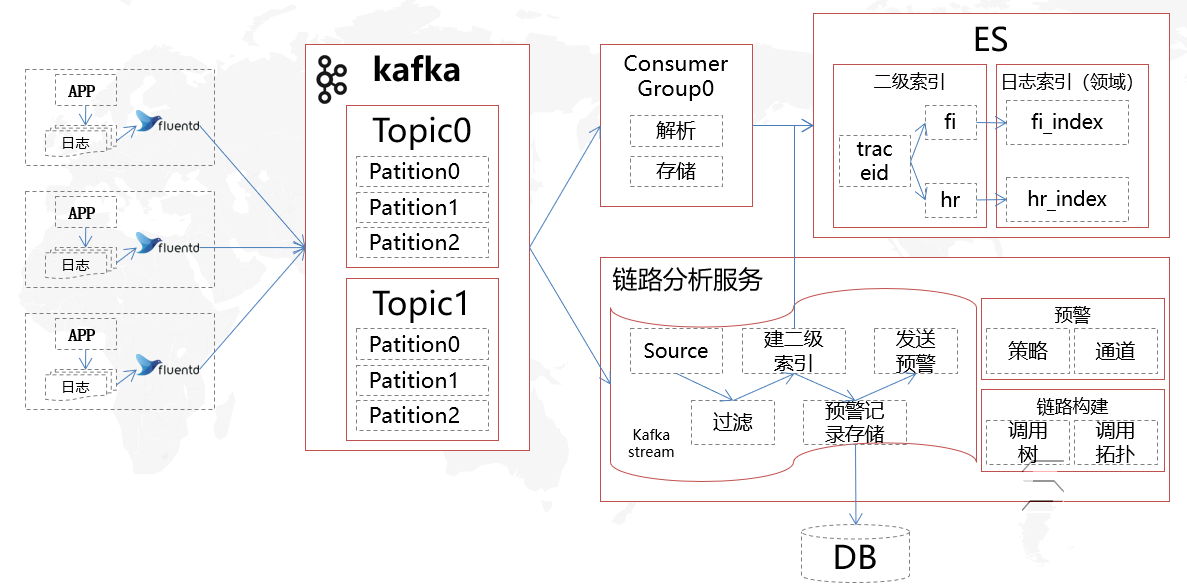 APP
日志
fluentd
APP
日志
fluentd
APP
日志
fluentd
kafka
Topic0
Patition0
Patition1
Patition2
Topic1
Patition0
Patition1
Patition2
Consumer
Group0
解析
存储
ES
二级索引
trac
eid
fi
hr
日志索引（领域）
fi_index
hr_index
链路分析服务
Source
过滤
建二级
索引
预警记
录存储
发送
预警
Kafka
stream
预警
策略
通道
链路构建
调用
树
调用
拓扑
DB